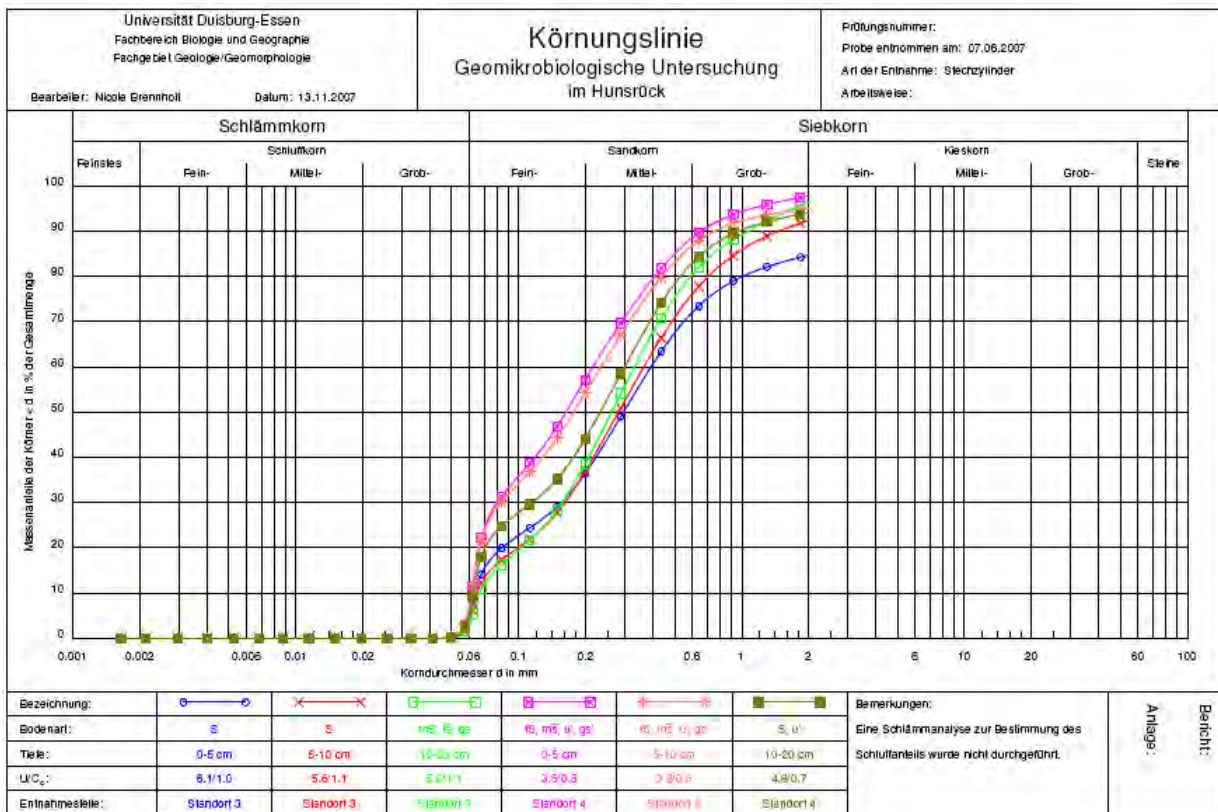 Universität Duisburg-Essen
Fachbereich Biologie und Geographie
Fachgebiet Geologie/Geomorphologie
Bearbeiter: Nicole Brennholt Datum: 13.11.2007
Körnungslinie
Geomikrobiologische Untersuchung
im Hunsrück
Prüfungsnummer:
Probe entnommen am: 07.06.2007
Art der Entnahme: Stechzylinder
Arbeitsweise:
Schlämmkorn Siebkorn
Feinstes Schluffkorn Sandkorn Kieskorn Steine
Fein- Mittel- Grob- Fein- Mittel- Grob- Fein- Mittel- Grob-
Massenanteile der Körner < d in % der Gesamtmenge
100
90
80
70
60
50
40
30
20
10
0
0.001 0.002 0.006 0.01 0.02 0.06 0.1 0.2 0.6 1 2 6 10 20 60 100
Korndurchmesser d in mm
Bezeichnung:
Bodenart: S S mS, fS, gs fS, mS, u', gs' S, u'
Tiefe: 0-5 cm 5-10 cm 10-20 cm 0-5 cm 5-10 cm 10-20 cm
U/Cc: 6.1/1.0 5.6/1.1 4.8/0.7
Entnahmestelle: Standort 3 Standort 3 Standort 3 Standort 4 Standort 4
Bemerkungen:
Eine Schlämmanalyse zur Bestimmung des
Schluffanteils wurde nicht durchgeführt.
Anlage:
Bericht: